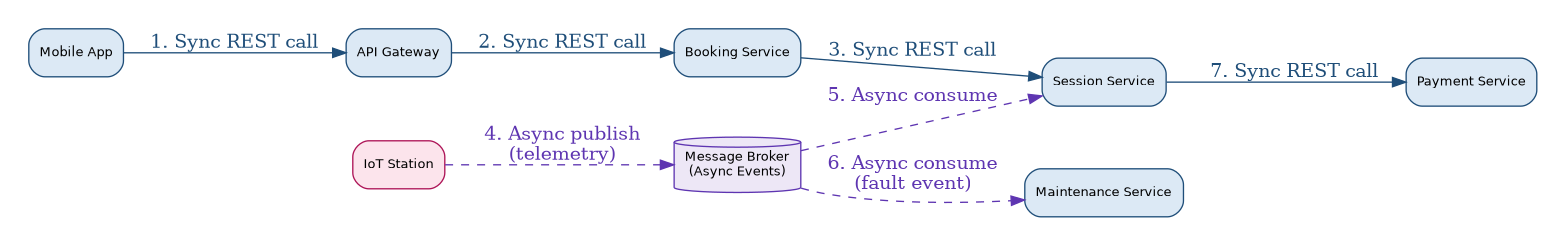 Mobile App
1. Sync REST call
API Gateway
2. Sync REST call
Booking Service
3. Sync REST call
Session Service
7. Sync REST call
Payment Service
IoT Station
4. Async publish
(telemetry)
Message Broker
(Async Events)
5. Async consume
6. Async consume
(fault event)
Maintenance Service